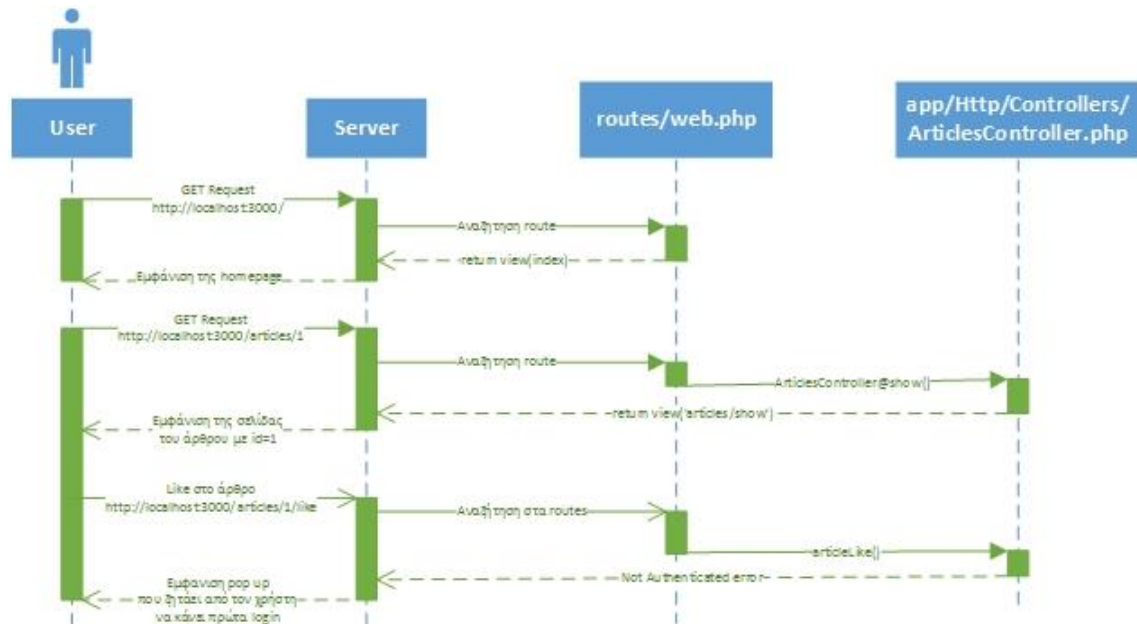 User
Server
routes/web.php
app/Http/Controllers/
ArticlesController.php
GET Request
http://localhost:3000/
Αναζητηση route
return view(index)
Εμφάνιση της homepage
GET Request
http://localhost:3000/articles/1
Αναζητηση route
ArticlesController@show()
return view('articles/show')
Εμφάνιση της σελίδας
του άρθρου με id=1
Like στο άρθρο
http://localhost:3000/articles/1/like
Αναζήτηση στα routes
articleLike()
Not Authenticated error
Εμφανιση pop up
που ζητάει από τον χρήστη
να κάνει πρώτα login